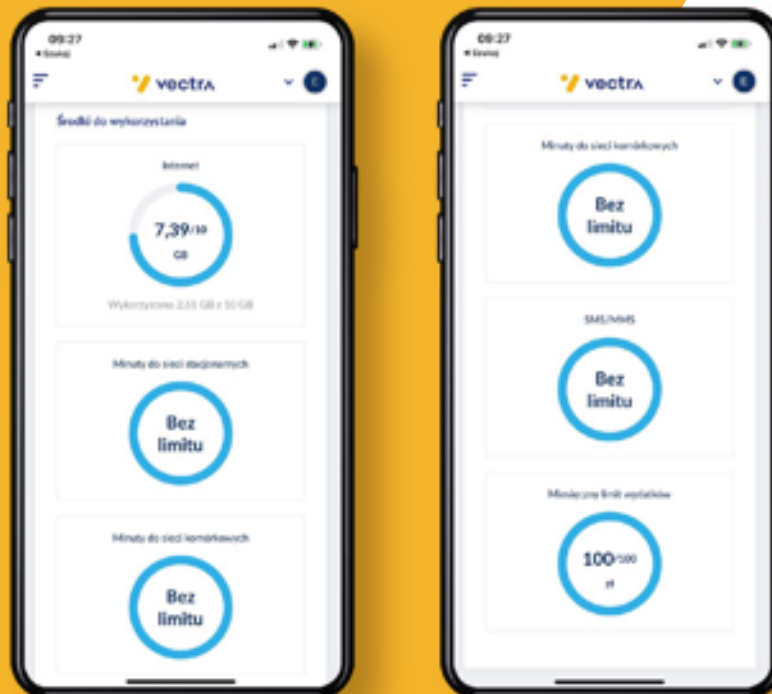 09:27
◀ Szukaj
vectra
C
Środki do wykorzystania
Internet
7,39/10
GB
Wykorzystano 2,61 GB z 10 GB
Minuty do sieci stacjonarnych
Bez
limitu
Minuty do sieci komórkowych
Bez
limitu
09:27
◀ Szukaj
vectra
C
Minuty do sieci komórkowych
Bez
limitu
SMS/MMS
Bez
limitu
Miesięczny limit wydatków
100/100
zł